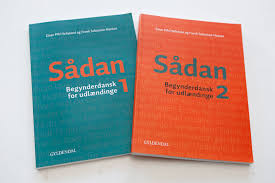 Sådan
Begynderdansk 1
for udlændinge
GYLDENDAL
Sådan
Begynderdansk
for udlændinge 2
GYLDENDAL